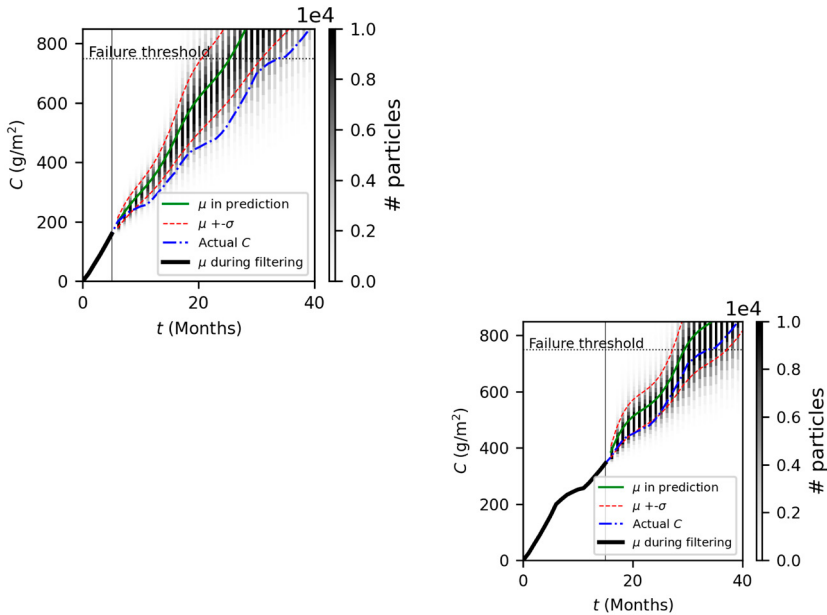 1e4
Failure threshold
800
600
400
200
0
C (g/m²)
0
20
40
t (Months)
μ in prediction
μ +-σ
Actual C
μ during filtering
1.0
0.8
0.6
0.4
0.2
0.0
# particles
1e4
Failure threshold
800
600
400
200
0
C (g/m²)
0
20
40
t (Months)
μ in prediction
μ +-σ
Actual C
μ during filtering
1.0
0.8
0.6
0.4
0.2
0.0
# particles